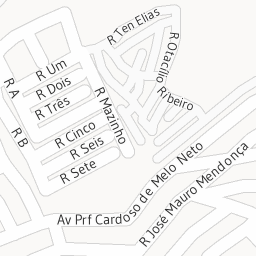 R Ten Elias
R Otacílio Ribeiro
R Um
R Dois
R Três
R A
R B
R Mazinho
R Cinco
R Seis
R Sete
Av Prf Cardoso de Melo Neto
R José Mauro Mendonça